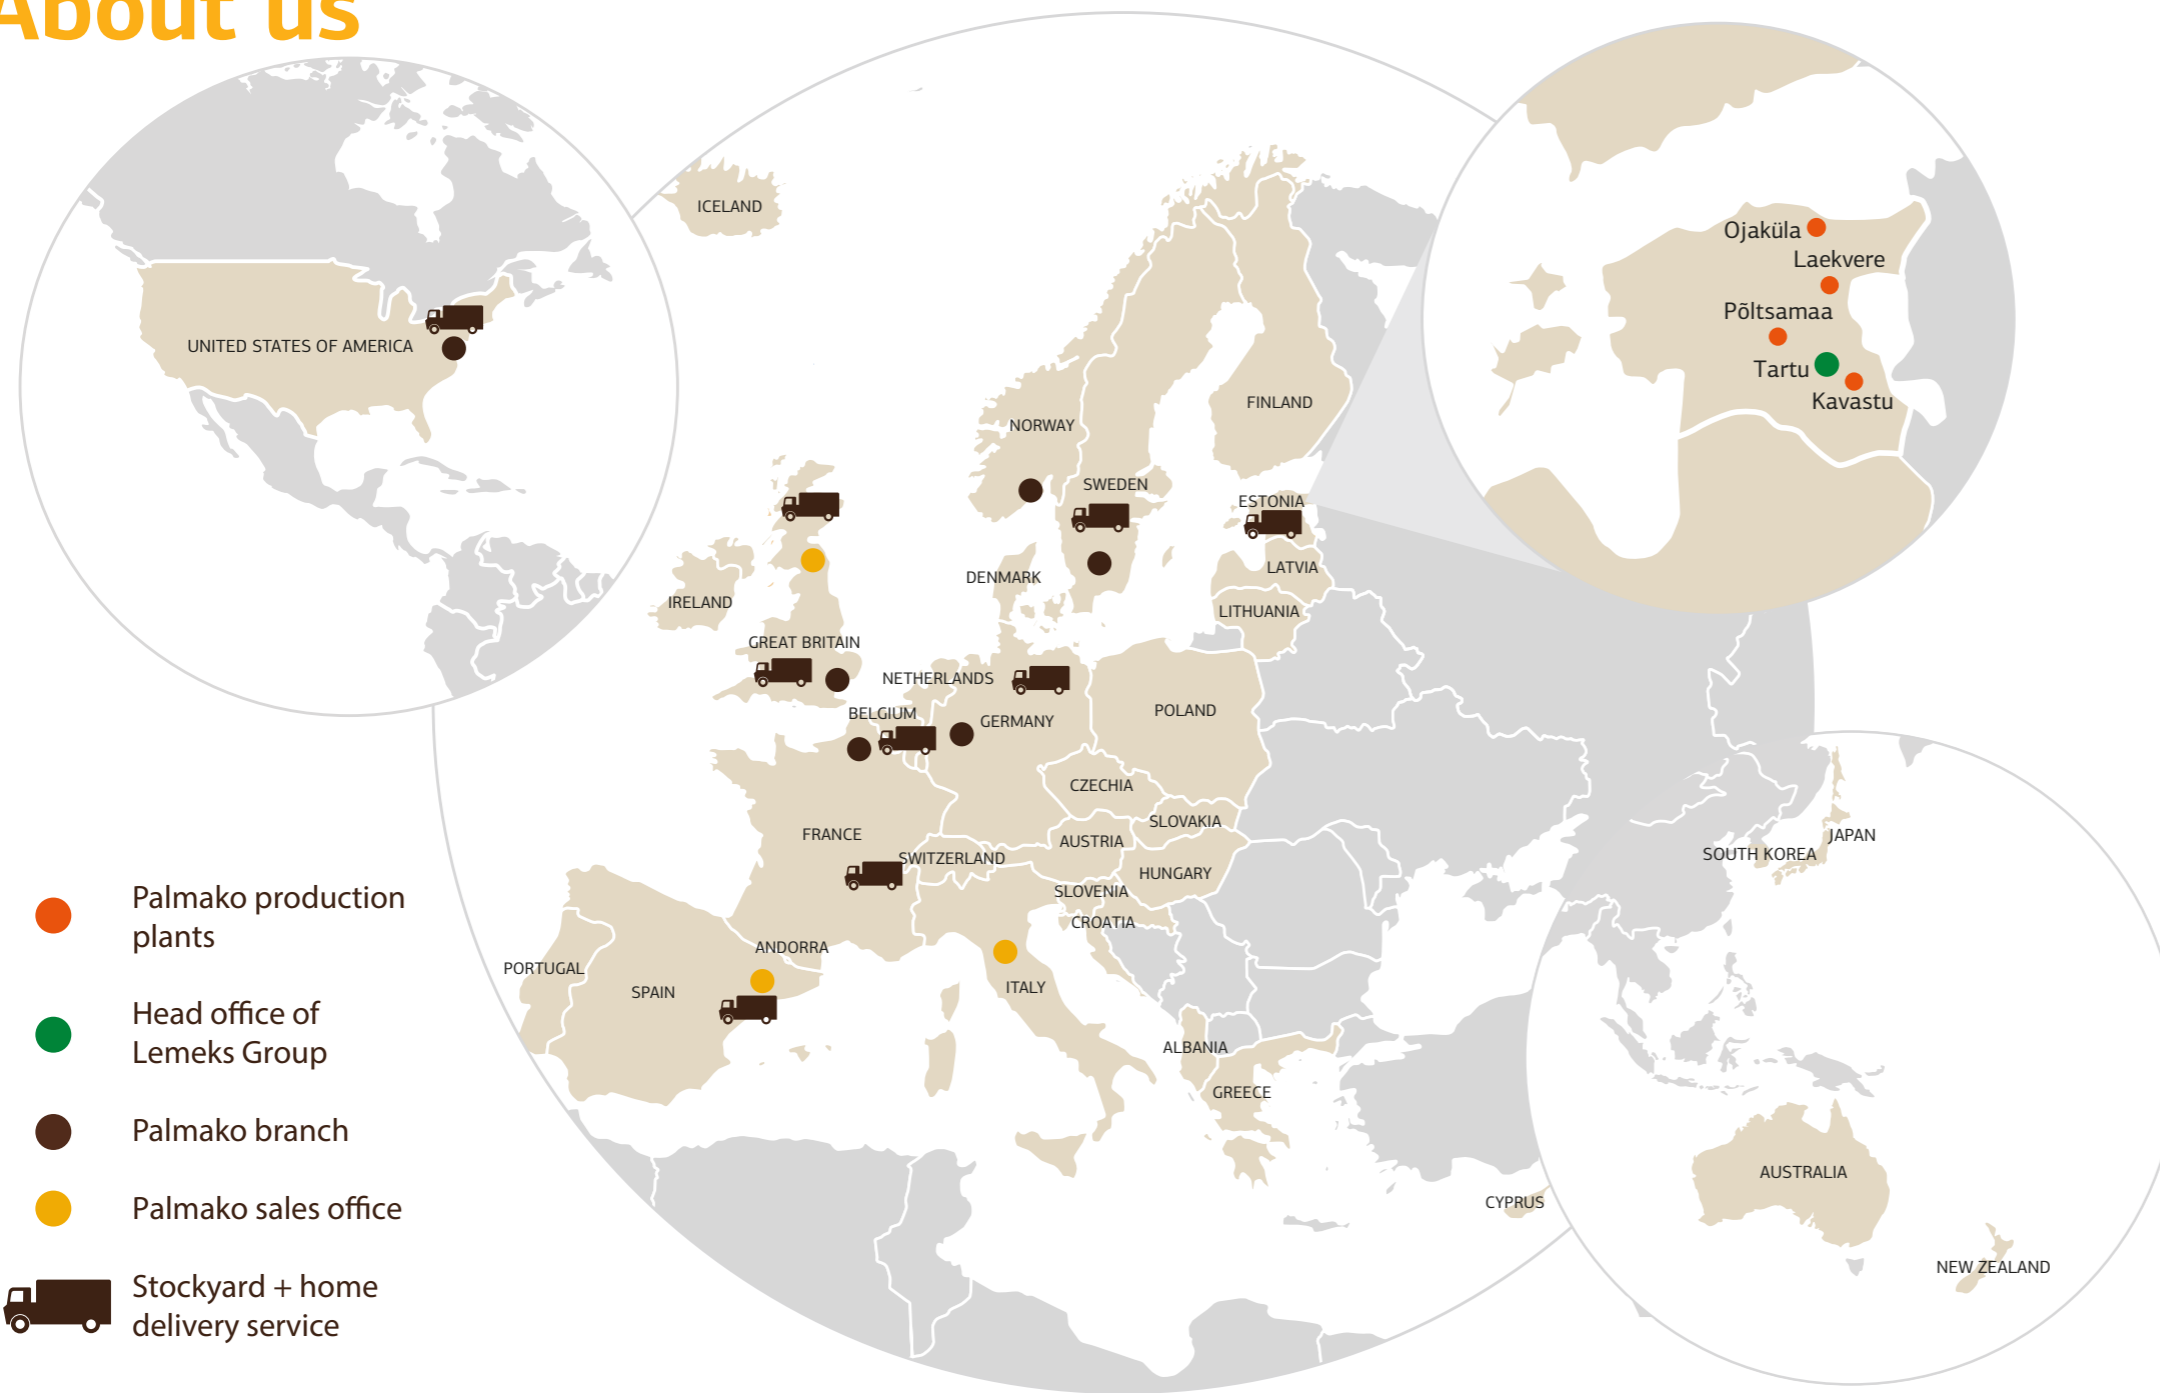 About us
UNITED STATES OF AMERICA
ICELAND
NORWAY
FINLAND
SWEDEN
ESTONIA
DENMARK
LATVIA
IRELAND
LITHUANIA
GREAT BRITAIN
NETHERLANDS
BELGIUM
GERMANY
POLAND
CZECHIA
SLOVAKIA
FRANCE
AUSTRIA
SWITZERLAND
HUNGARY
SLOVENIA
CROATIA
ANDORRA
PORTUGAL
SPAIN
ITALY
ALBANIA
GREECE
CYPRUS
Ojaküla
Laekvere
Põltsamaa
Tartu
Kavastu
JAPAN
SOUTH KOREA
AUSTRALIA
NEW ZEALAND
Palmako production
plants
Head office of
Lemeks Group
Palmako branch
Palmako sales office
Stockyard + home
delivery service